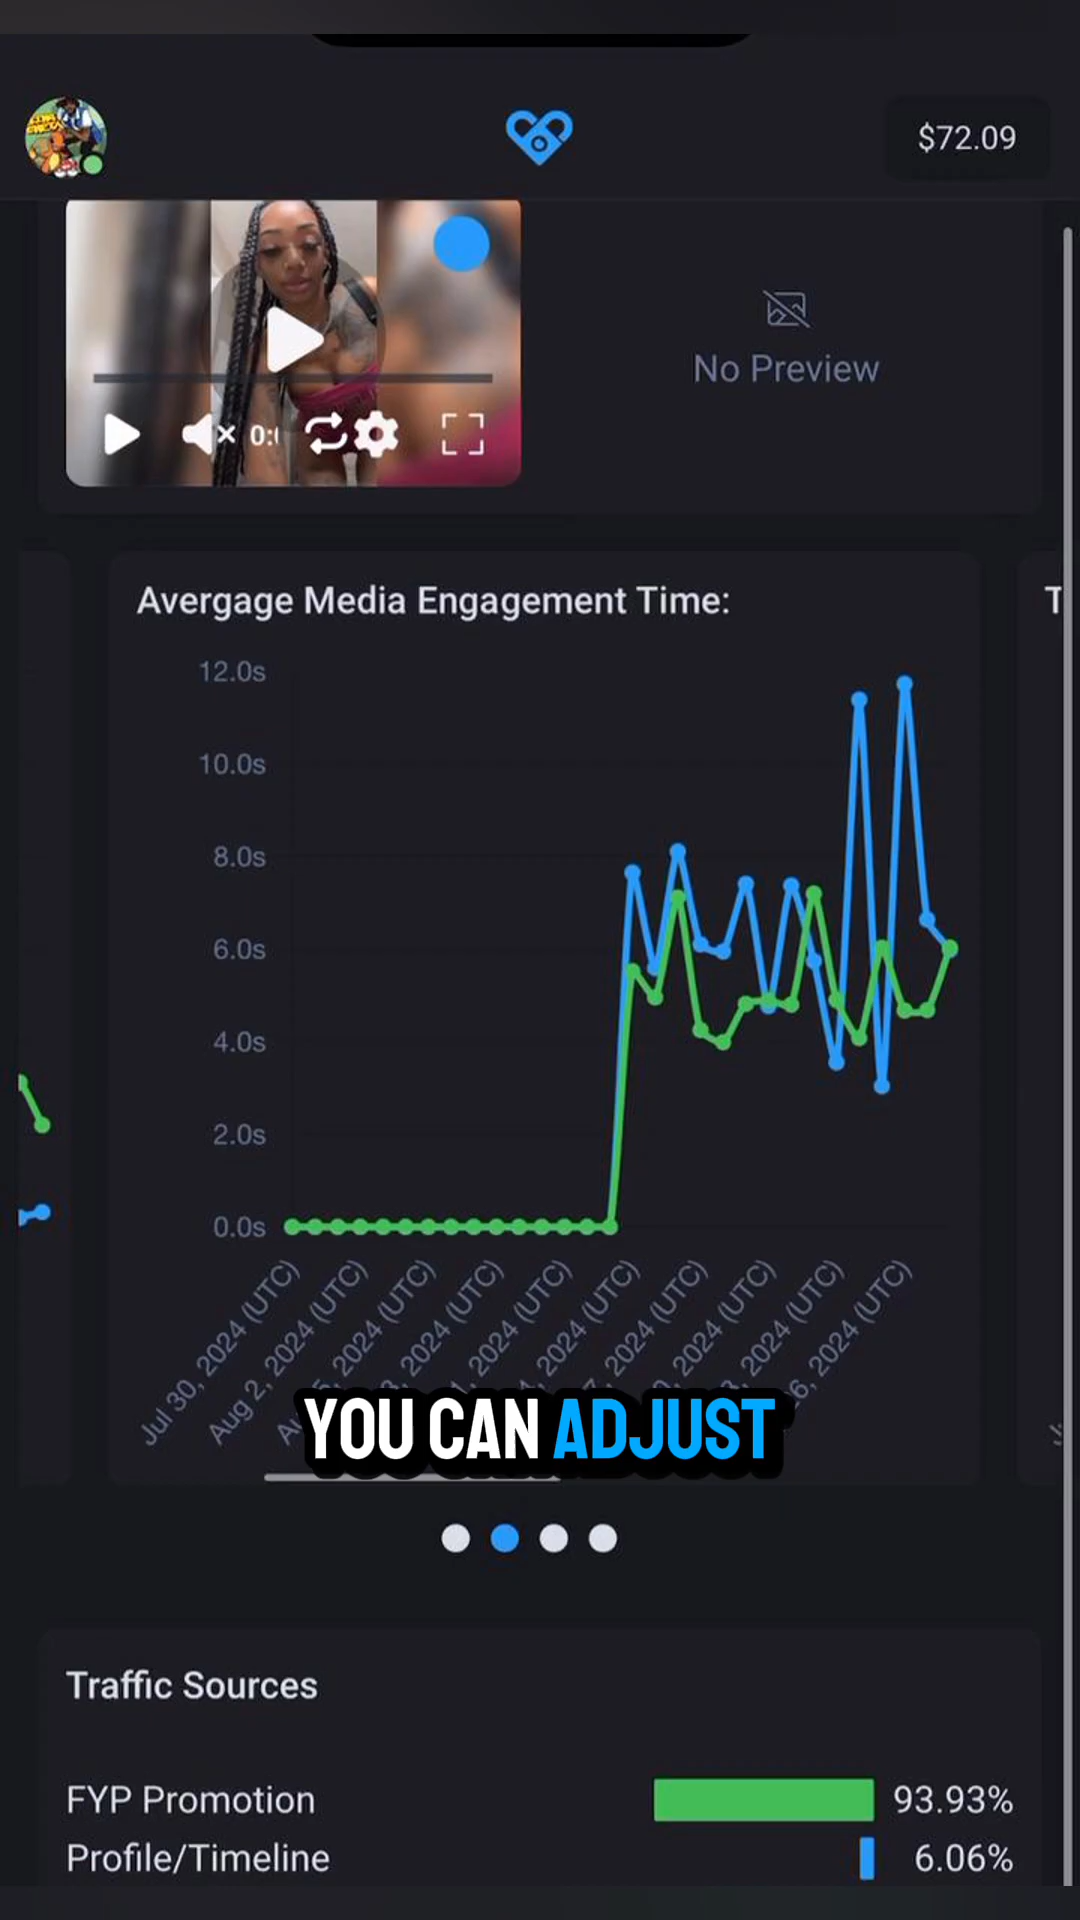 $72.09
No Preview
Avergage Media Engagement Time:
T
12.0s
10.0s
8.0s
6.0s
4.0s
2.0s
0.0s
Jul 30, 2024 (UTC)
Aug 2, 2024 (UTC)
2024 (UTC)
2024 (UTC)
2024 (UTC)
2024 (UTC)
2024 (UTC)
2024 (UTC)
2024 (UTC)
2024 (UTC)
YOU CAN ADJUST
Traffic Sources
FYP Promotion 93.93%
Profile/Timeline 6.06%